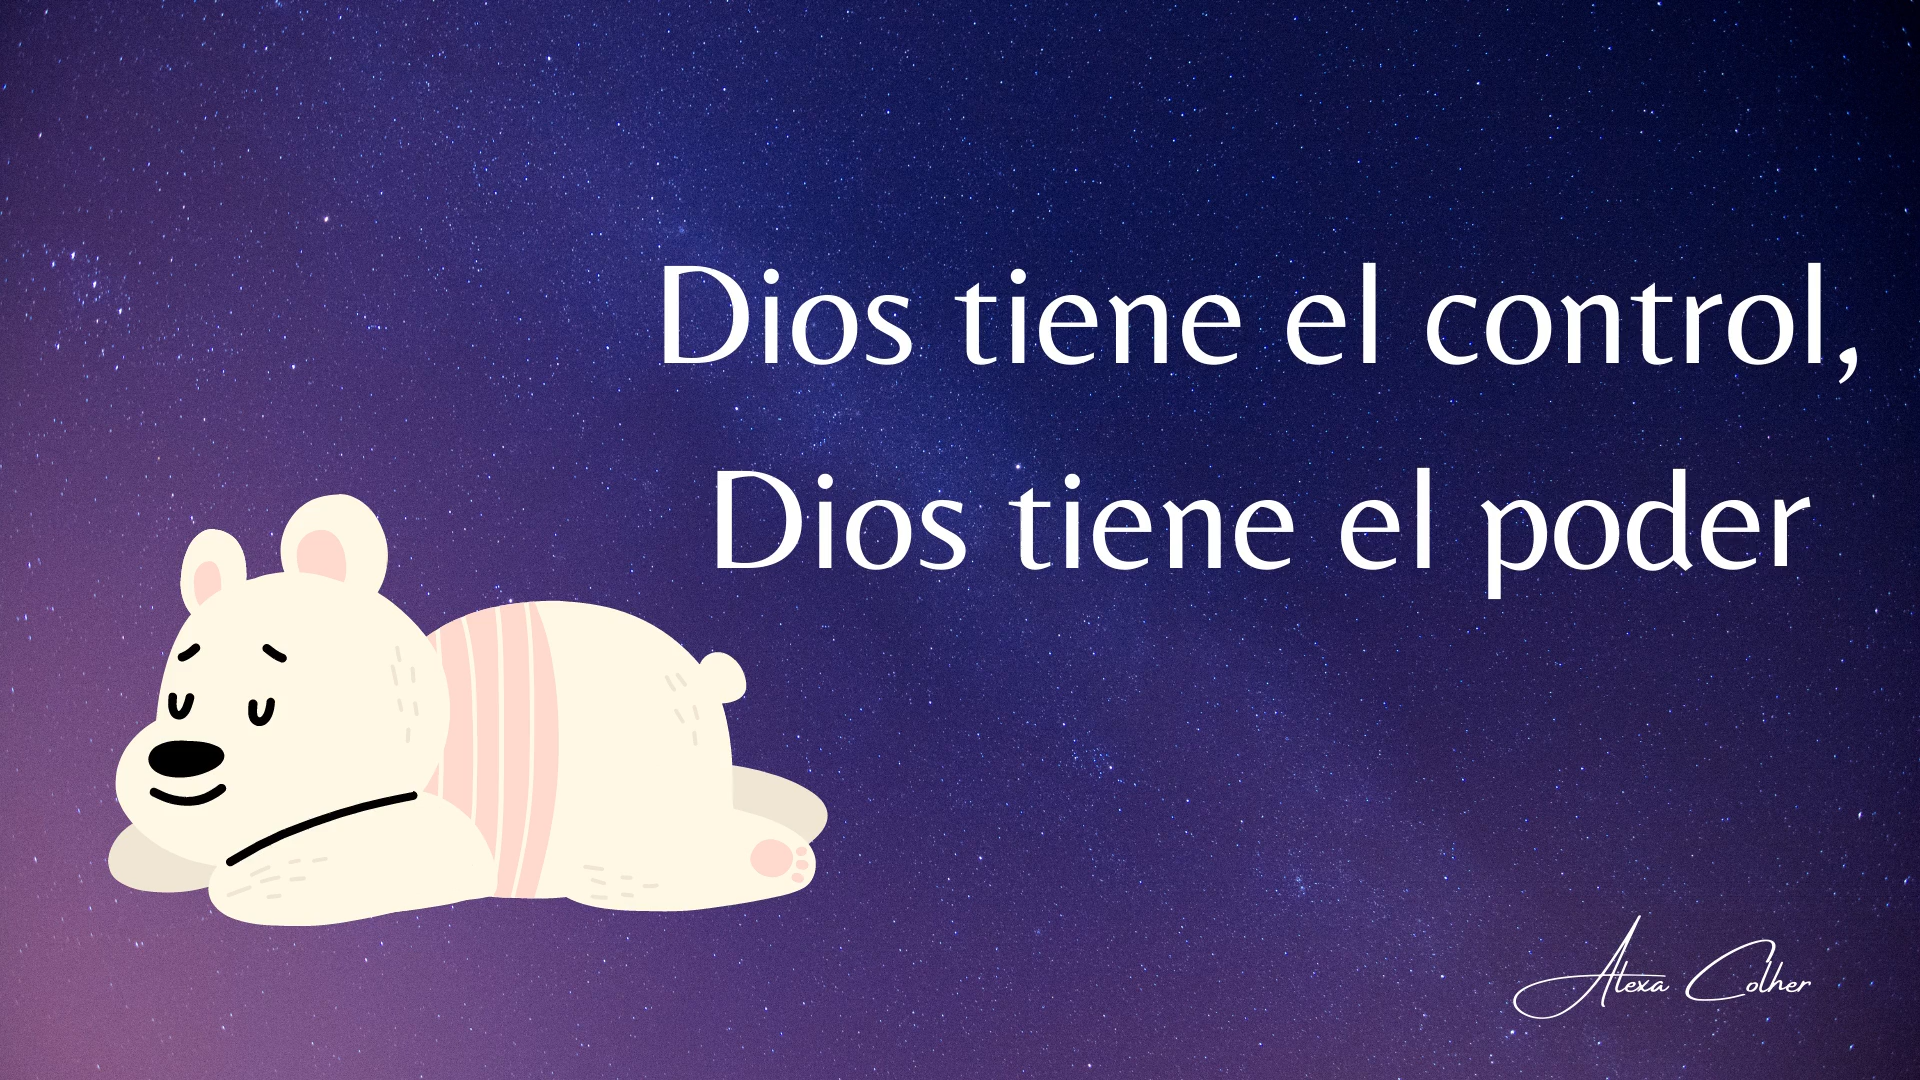 Dios tiene el control,
Dios tiene el poder
Alexa Colher